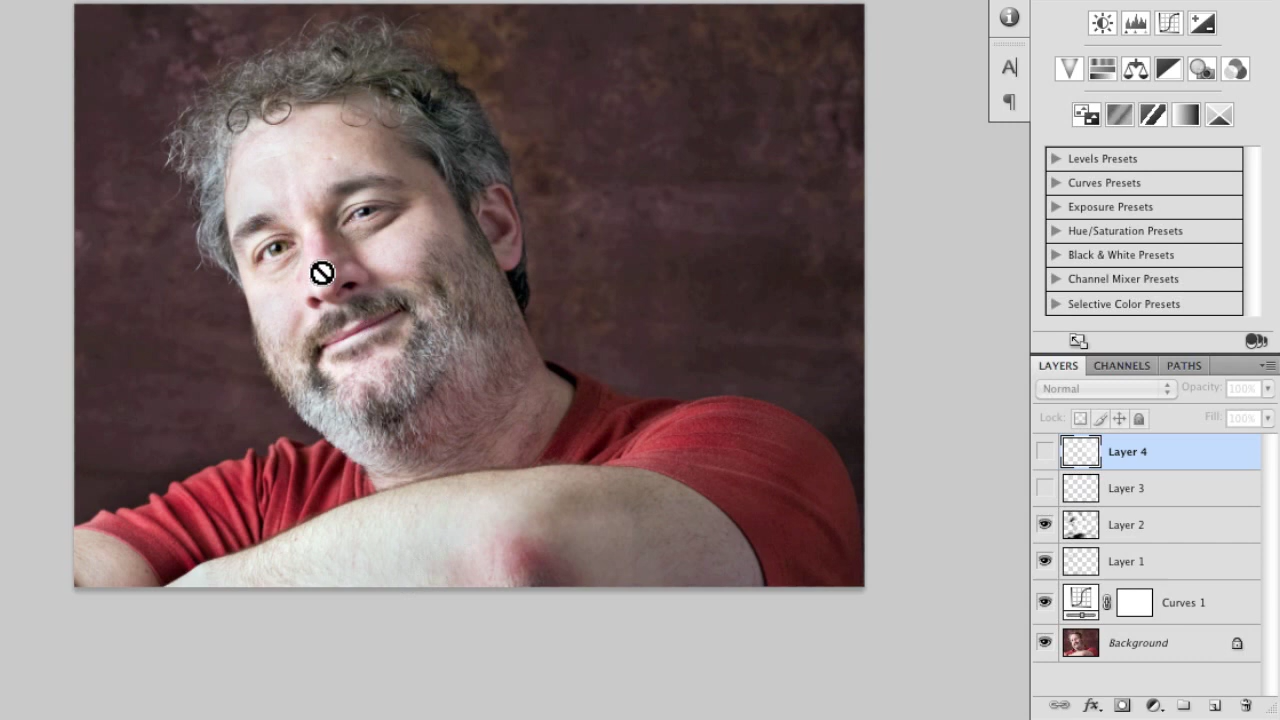 A
¶
Levels Presets
Curves Presets
Exposure Presets
Hue/Saturation Presets
Black & White Presets
Channel Mixer Presets
Selective Color Presets
LAYERS CHANNELS PATHS
Normal Opacity: 100%
Lock: Fill: 100%
Layer 4
Layer 3
Layer 2
Layer 1
Curves 1
Background
fx